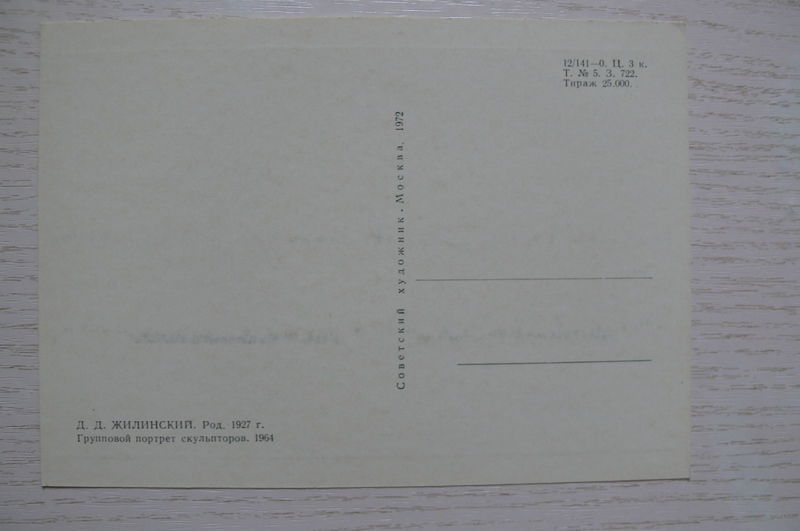 12/141—0. Ц. 3 к.
Т. № 5. З. 722.
Тираж 25.000.
Советский художник. Москва. 1972
Д. Д. ЖИЛИНСКИЙ. Род. 1927 г.
Групповой портрет скульпторов. 1964